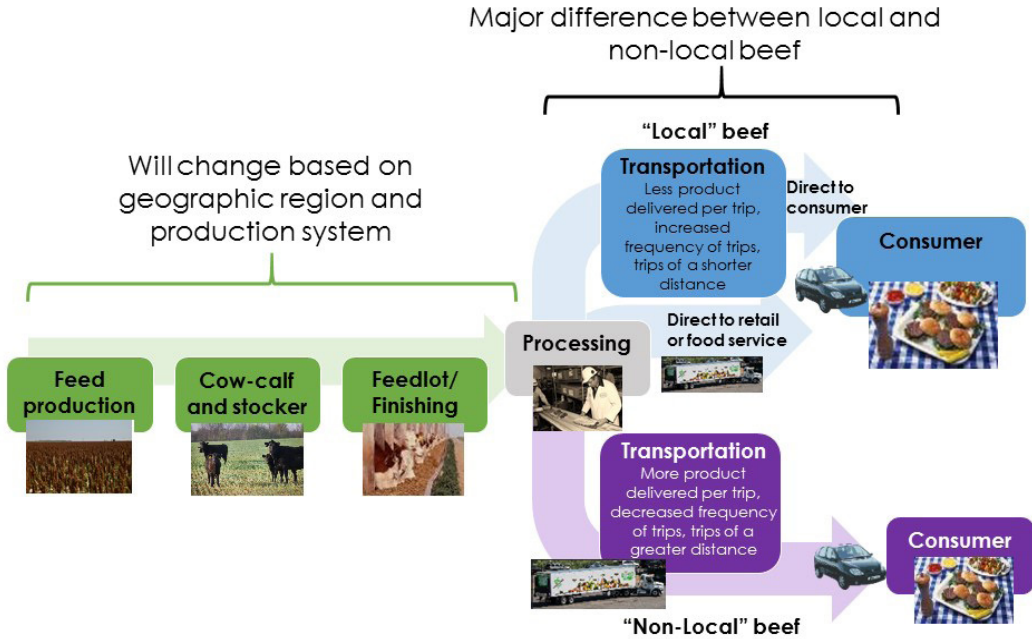 Major difference between local and
non-local beef
Will change based on
geographic region and
production system
Feed
production
Cow-calf
and stocker
Feedlot/
Finishing
Processing
“Local” beef
Transportation
Less product
delivered per trip,
increased
frequency of trips,
trips of a shorter
distance
Direct to
consumer
Direct to retail
or food service
Consumer
Transportation
More product
delivered per trip,
decreased frequency
of trips, trips of a
greater distance
Consumer
“Non-Local” beef